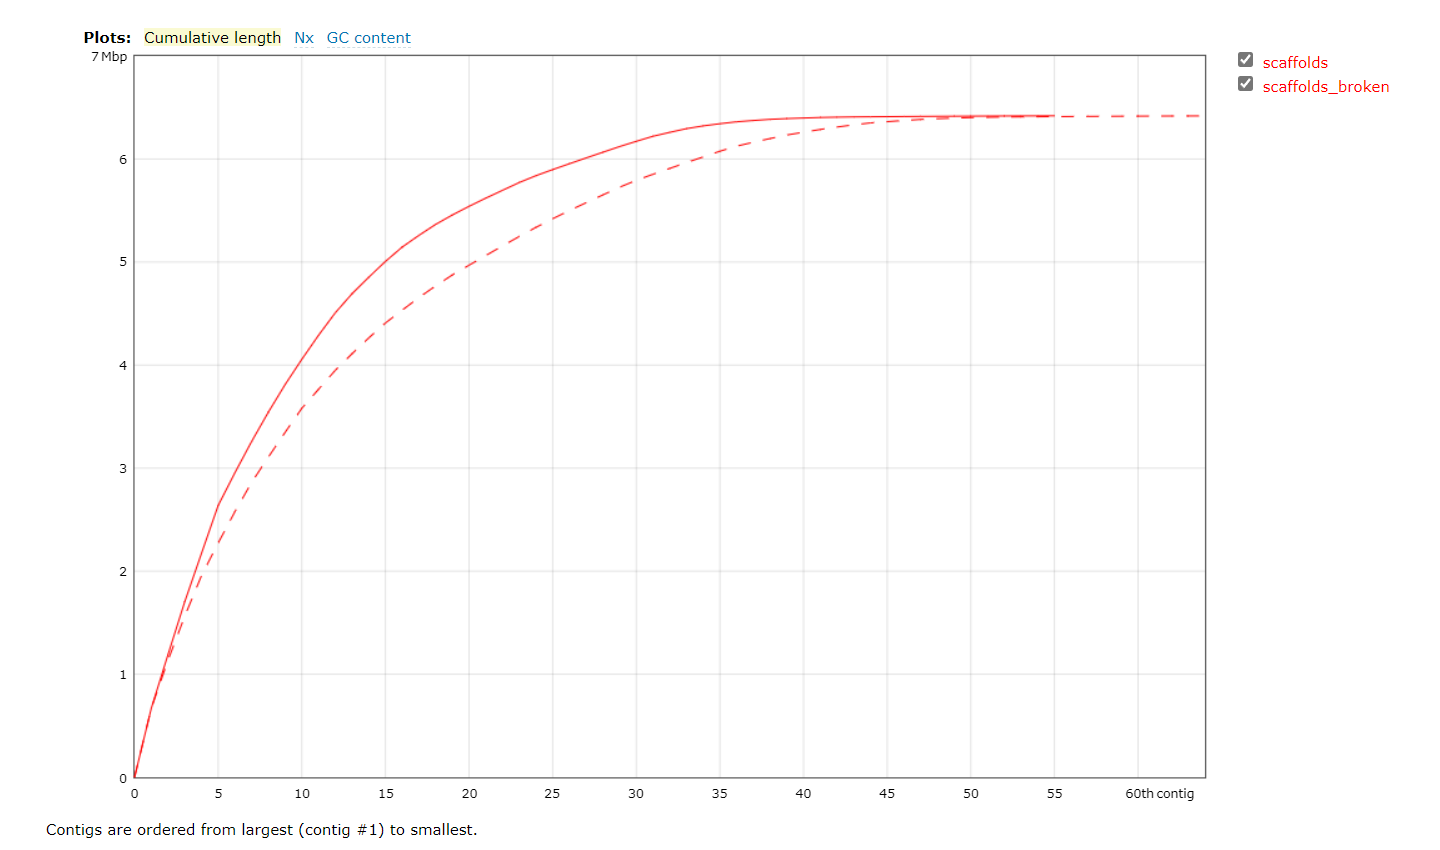 Plots: Cumulative length Nx GC content
7 Mbp
scaffolds
scaffolds_broken
6
5
4
3
2
1
0
0 5 10 15 20 25 30 35 40 45 50 55 60th contig
Contigs are ordered from largest (contig #1) to smallest.